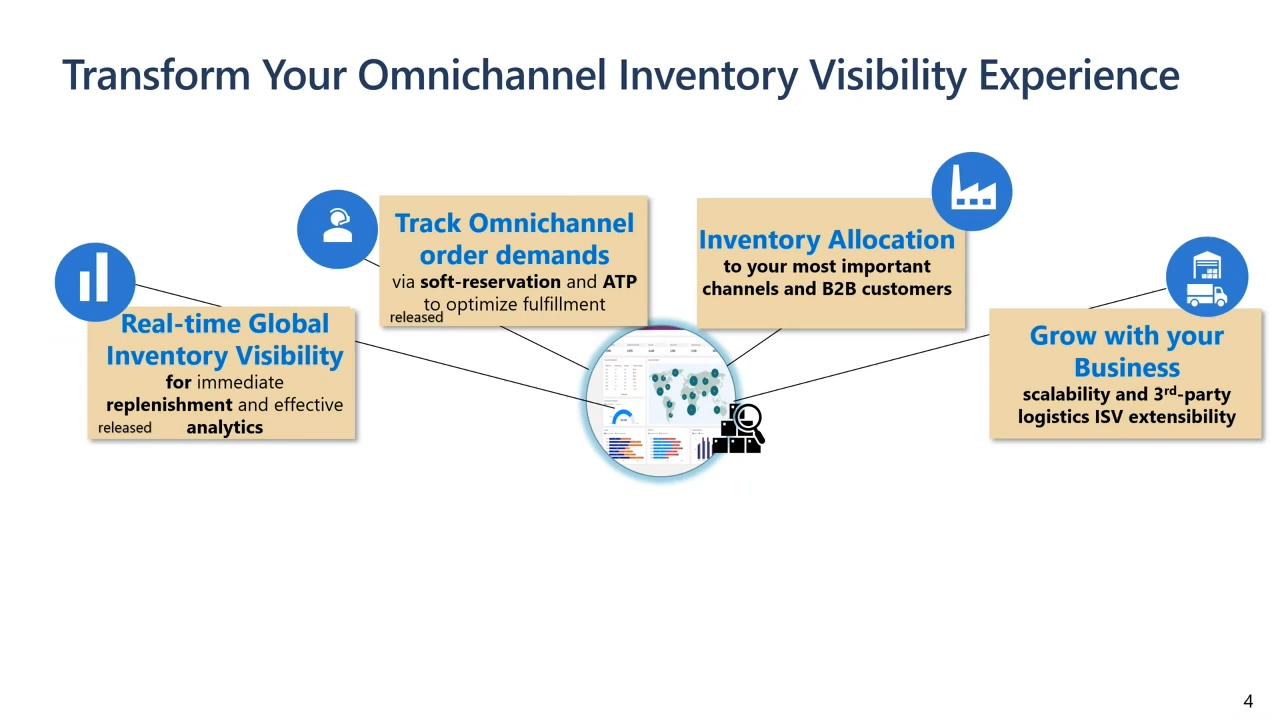 Transform Your Omnichannel Inventory Visibility Experience
Real-time Global
Inventory Visibility
for immediate
replenishment and effective
released analytics
Track Omnichannel
order demands
via soft-reservation and ATP
to optimize fulfillment
released
Inventory Allocation
to your most important
channels and B2B customers
Grow with your
Business
scalability and 3rd-party
logistics ISV extensibility
4